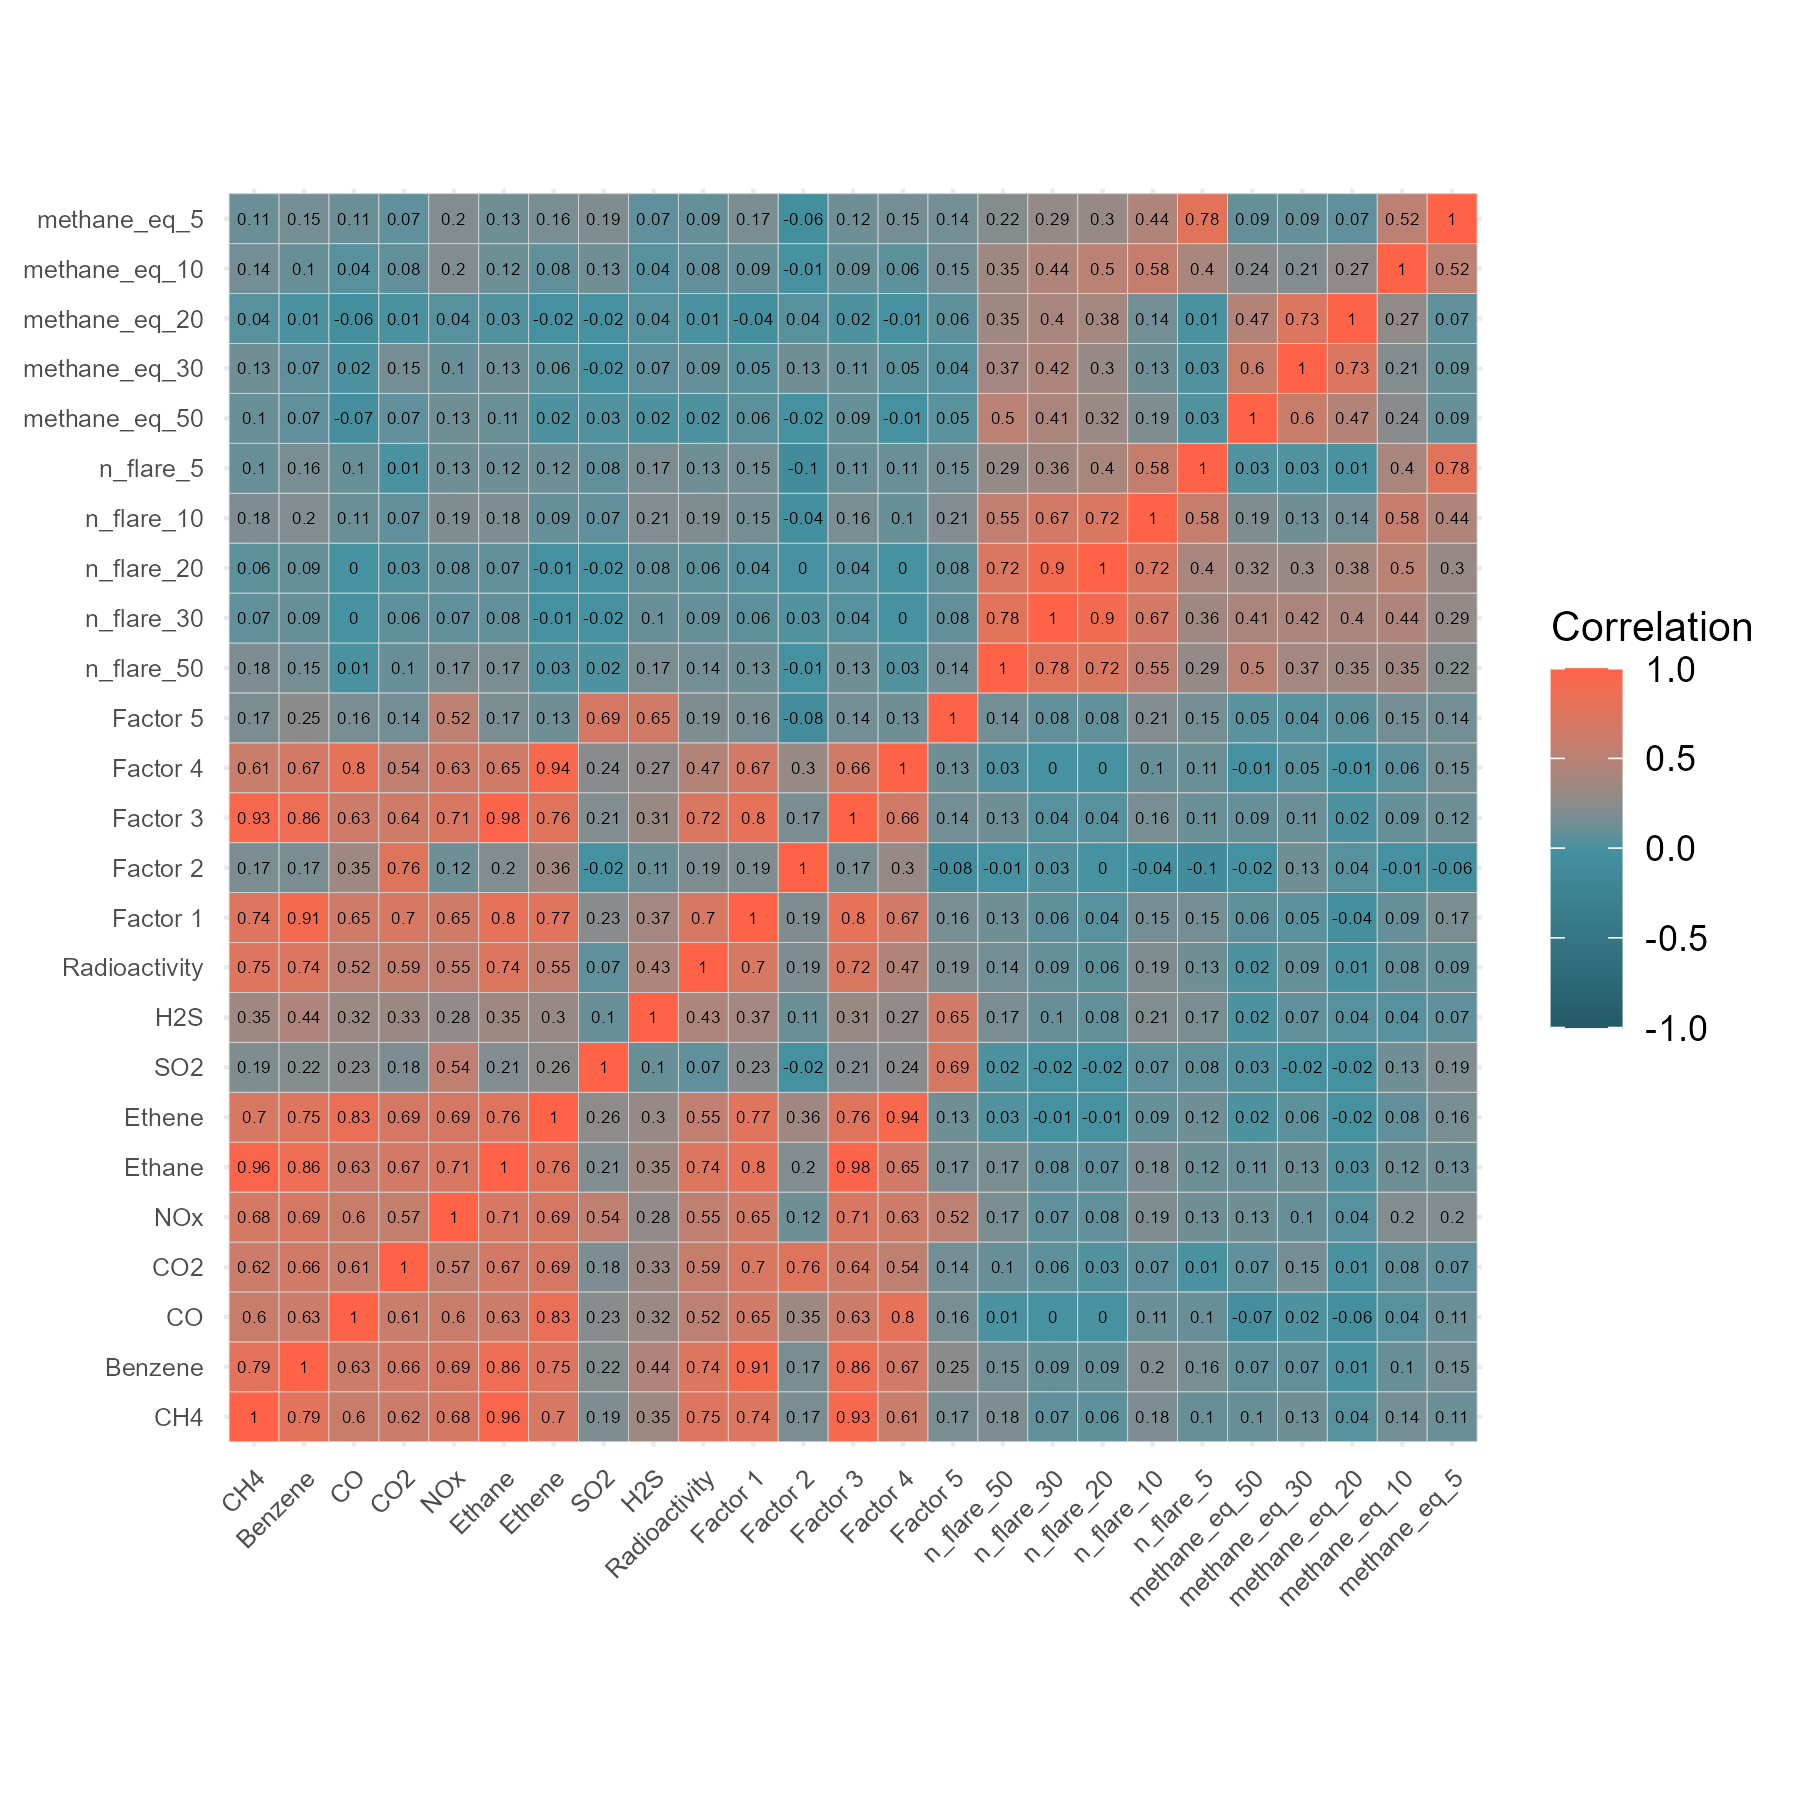 methane_eq_5 0.11 0.15 0.11 0.07 0.2 0.13 0.16 0.19 0.07 0.09 0.17 -0.06 0.12 0.15 0.14 0.22 0.29 0.3 0.44 0.78 0.09 0.09 0.07 0.52 1
methane_eq_10 0.14 0.1 0.04 0.08 0.2 0.12 0.08 0.13 0.04 0.08 0.09 -0.01 0.09 0.06 0.15 0.35 0.44 0.5 0.58 0.4 0.24 0.21 0.27 1 0.52
methane_eq_20 0.04 0.01 -0.06 0.01 0.04 0.03 -0.02 -0.02 0.04 0.01 -0.04 0.04 0.02 -0.01 0.06 0.35 0.4 0.38 0.14 0.01 0.47 0.73 1 0.27 0.07
methane_eq_30 0.13 0.07 0.02 0.15 0.1 0.13 0.06 -0.02 0.07 0.09 0.05 0.13 0.11 0.05 0.04 0.37 0.42 0.3 0.13 0.03 0.6 1 0.73 0.21 0.09
methane_eq_50 0.1 0.07 -0.07 0.07 0.13 0.11 0.02 0.03 0.02 0.02 0.06 -0.02 0.09 -0.01 0.05 0.5 0.41 0.32 0.19 0.03 1 0.6 0.47 0.24 0.09
n_flare_5 0.1 0.16 0.1 0.01 0.13 0.12 0.12 0.08 0.17 0.13 0.15 -0.1 0.11 0.11 0.15 0.29 0.36 0.4 0.58 1 0.03 0.03 0.01 0.4 0.78
n_flare_10 0.18 0.2 0.11 0.07 0.19 0.18 0.09 0.07 0.21 0.19 0.15 -0.04 0.16 0.1 0.21 0.55 0.67 0.72 1 0.58 0.19 0.13 0.14 0.58 0.44
n_flare_20 0.06 0.09 0 0.03 0.08 0.07 -0.01 -0.02 0.08 0.06 0.04 0 0.04 0 0.08 0.72 0.9 1 0.72 0.4 0.32 0.3 0.38 0.5 0.3
n_flare_30 0.07 0.09 0 0.06 0.07 0.08 -0.01 -0.02 0.1 0.09 0.06 0.03 0.04 0 0.08 0.78 1 0.9 0.67 0.36 0.41 0.42 0.4 0.44 0.29
n_flare_50 0.18 0.15 0.01 0.1 0.17 0.17 0.03 0.02 0.17 0.14 0.13 -0.01 0.13 0.03 0.14 1 0.78 0.72 0.55 0.29 0.5 0.37 0.35 0.35 0.22
Factor 5 0.17 0.25 0.16 0.14 0.52 0.17 0.13 0.69 0.65 0.19 0.16 -0.08 0.14 0.13 1 0.14 0.08 0.08 0.21 0.15 0.05 0.04 0.06 0.15 0.14
Factor 4 0.61 0.67 0.8 0.54 0.63 0.65 0.94 0.24 0.27 0.47 0.67 0.3 0.66 1 0.13 0.03 0 0 0.1 0.11 -0.01 0.05 -0.01 0.06 0.15
Factor 3 0.93 0.86 0.63 0.64 0.71 0.98 0.76 0.21 0.31 0.72 0.8 0.17 1 0.66 0.14 0.13 0.04 0.04 0.16 0.11 0.09 0.11 0.02 0.09 0.12
Factor 2 0.17 0.17 0.35 0.76 0.12 0.2 0.36 -0.02 0.11 0.19 0.19 1 0.17 0.3 -0.08 -0.01 0.03 0 -0.04 -0.1 -0.02 0.13 0.04 -0.01 -0.06
Factor 1 0.74 0.91 0.65 0.7 0.65 0.8 0.77 0.23 0.37 0.7 1 0.19 0.8 0.67 0.16 0.13 0.06 0.04 0.15 0.15 0.06 0.05 -0.04 0.09 0.17
Radioactivity 0.75 0.74 0.52 0.59 0.55 0.74 0.55 0.07 0.43 1 0.7 0.19 0.72 0.47 0.19 0.14 0.09 0.06 0.19 0.13 0.02 0.09 0.01 0.08 0.09
H2S 0.35 0.44 0.32 0.33 0.28 0.35 0.3 0.1 1 0.43 0.37 0.11 0.31 0.27 0.65 0.17 0.1 0.08 0.21 0.17 0.02 0.07 0.04 0.04 0.07
SO2 0.19 0.22 0.23 0.18 0.54 0.21 0.26 1 0.1 0.07 0.23 -0.02 0.21 0.24 0.69 0.02 -0.02 -0.02 0.07 0.08 0.03 -0.02 -0.02 0.13 0.19
Ethene 0.7 0.75 0.83 0.69 0.69 0.76 1 0.26 0.3 0.55 0.77 0.36 0.76 0.94 0.13 0.03 -0.01 -0.01 0.09 0.12 0.02 0.06 -0.02 0.08 0.16
Ethane 0.96 0.86 0.63 0.67 0.71 1 0.76 0.21 0.35 0.74 0.8 0.2 0.98 0.65 0.17 0.17 0.08 0.07 0.18 0.12 0.11 0.13 0.03 0.12 0.13
NOx 0.68 0.69 0.6 0.57 1 0.71 0.69 0.54 0.28 0.55 0.65 0.12 0.71 0.63 0.52 0.17 0.07 0.08 0.19 0.13 0.13 0.1 0.04 0.2 0.2
CO2 0.62 0.66 0.61 1 0.57 0.67 0.69 0.18 0.33 0.59 0.7 0.76 0.64 0.54 0.14 0.1 0.06 0.03 0.07 0.01 0.07 0.15 0.01 0.08 0.07
CO 0.6 0.63 1 0.61 0.6 0.63 0.83 0.23 0.32 0.52 0.65 0.35 0.63 0.8 0.16 0.01 0 0 0.11 0.1 -0.07 0.02 -0.06 0.04 0.11
Benzene 0.79 1 0.63 0.66 0.69 0.86 0.75 0.22 0.44 0.74 0.91 0.17 0.86 0.67 0.25 0.15 0.09 0.09 0.2 0.16 0.07 0.07 0.01 0.1 0.15
CH4 1 0.79 0.6 0.62 0.68 0.96 0.7 0.19 0.35 0.75 0.74 0.17 0.93 0.61 0.17 0.18 0.07 0.06 0.18 0.1 0.1 0.13 0.04 0.14 0.11
CH4 Benzene CO CO2 NOx Ethane Ethene SO2 H2S Radioactivity Factor 1 Factor 2 Factor 3 Factor 4 Factor 5 n_flare_50 n_flare_30 n_flare_20 n_flare_10 n_flare_5 methane_eq_50 methane_eq_30 methane_eq_20 methane_eq_10 methane_eq_5
Correlation
1.0
0.5
0.0
-0.5
-1.0